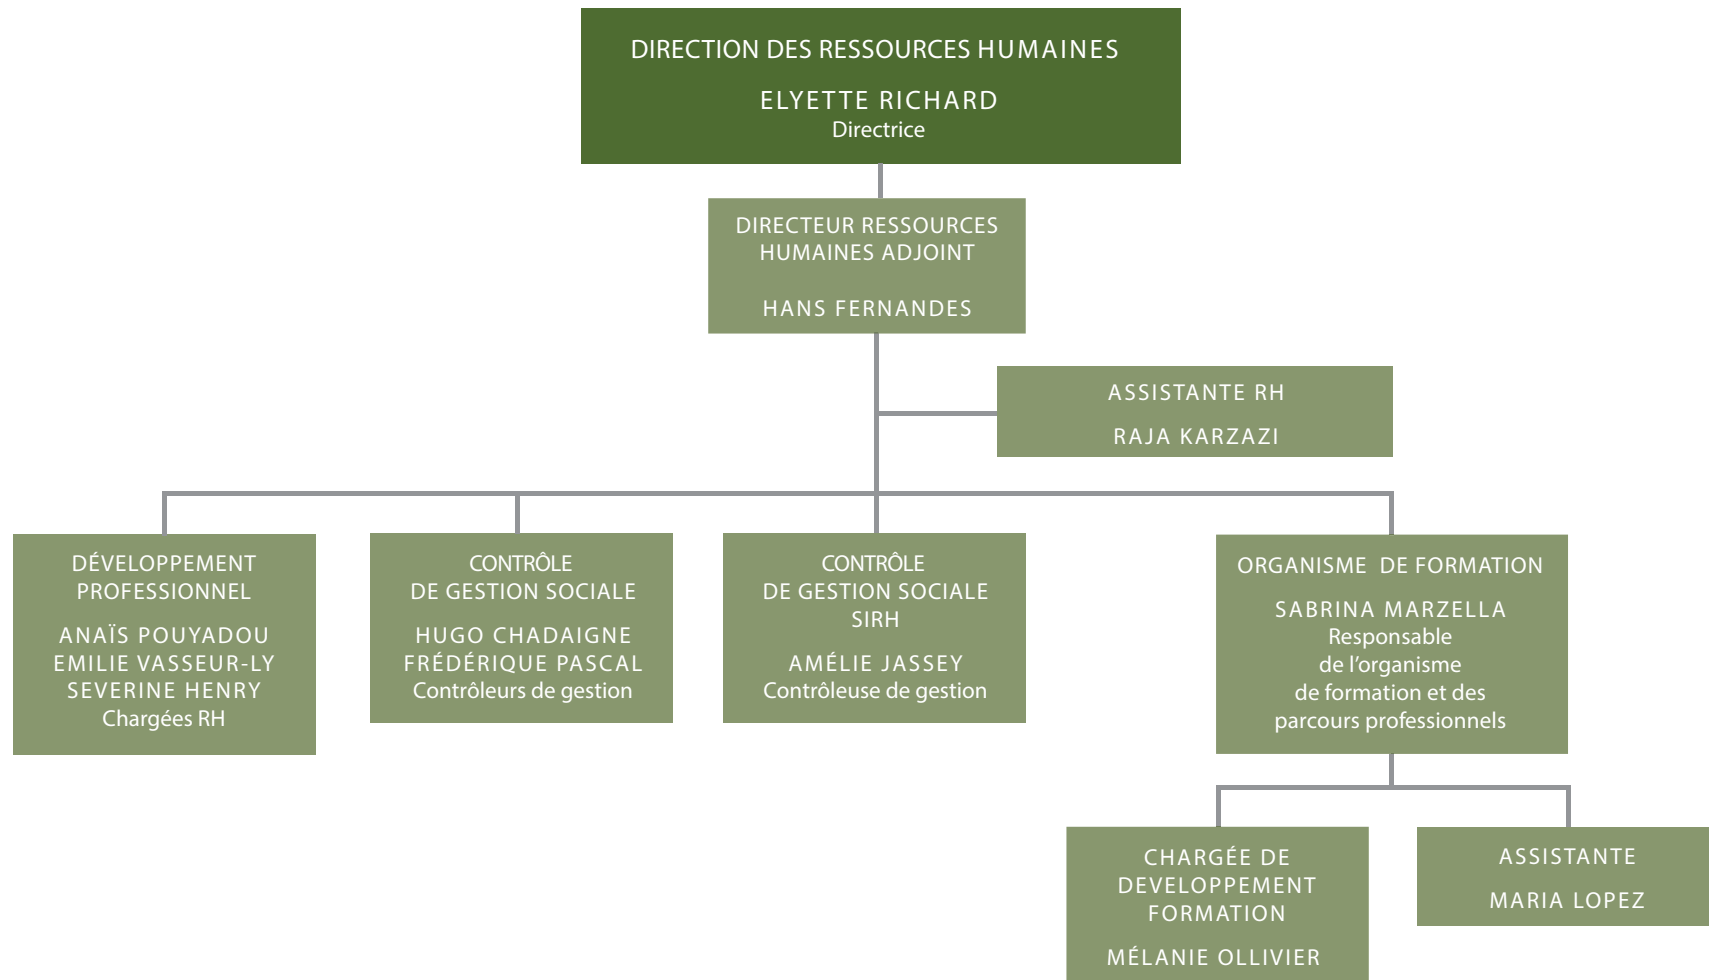 DIRECTION DES RESSOURCES HUMAINES
ELYETTE RICHARD
Directrice
DIRECTEUR RESSOURCES
HUMAINES ADJOINT
HANS FERNANDES
ASSISTANTE RH
RAJA KARZAZI
DÉVELOPPEMENT
PROFESSIONNEL
ANAÏS POUYADOU
EMILIE VASSEUR-LY
SEVERINE HENRY
Chargées RH
CONTRÔLE
DE GESTION SOCIALE
HUGO CHADAIGNE
FRÉDÉRIQUE PASCAL
Contrôleurs de gestion
CONTRÔLE
DE GESTION SOCIALE
SIRH
AMÉLIE JASSEY
Contrôleuse de gestion
ORGANISME DE FORMATION
SABRINA MARZELLA
Responsable
de l’organisme
de formation et des
parcours professionnels
CHARGÉE DE
DEVELOPPEMENT
FORMATION
MÉLANIE OLLIVIER
ASSISTANTE
MARIA LOPEZ